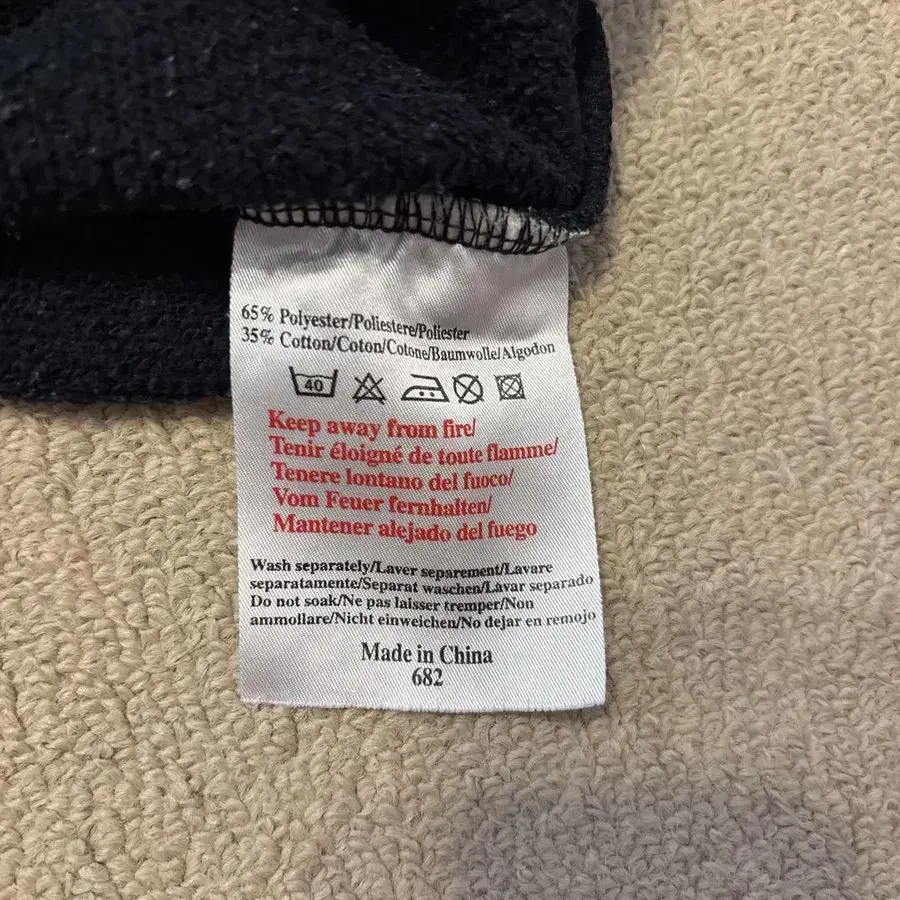 65% Polyester/Poliestere/Poliester
35% Cotton/Coton/Cotone/Baumwolle/Algodon
40
Keep away from fire/
Tenir éloigné de toute flamme/
Tenere lontano del fuoco/
Vom Feuer fernhalten/
Mantener alejado del fuego
Wash separately/Laver separement/Lavare
separatamente/Separat waschen/Lavar separado
Do not soak/Ne pas laisser tremper/Non
ammollare/Nicht einweichen/No dejar en remojo
Made in China
682